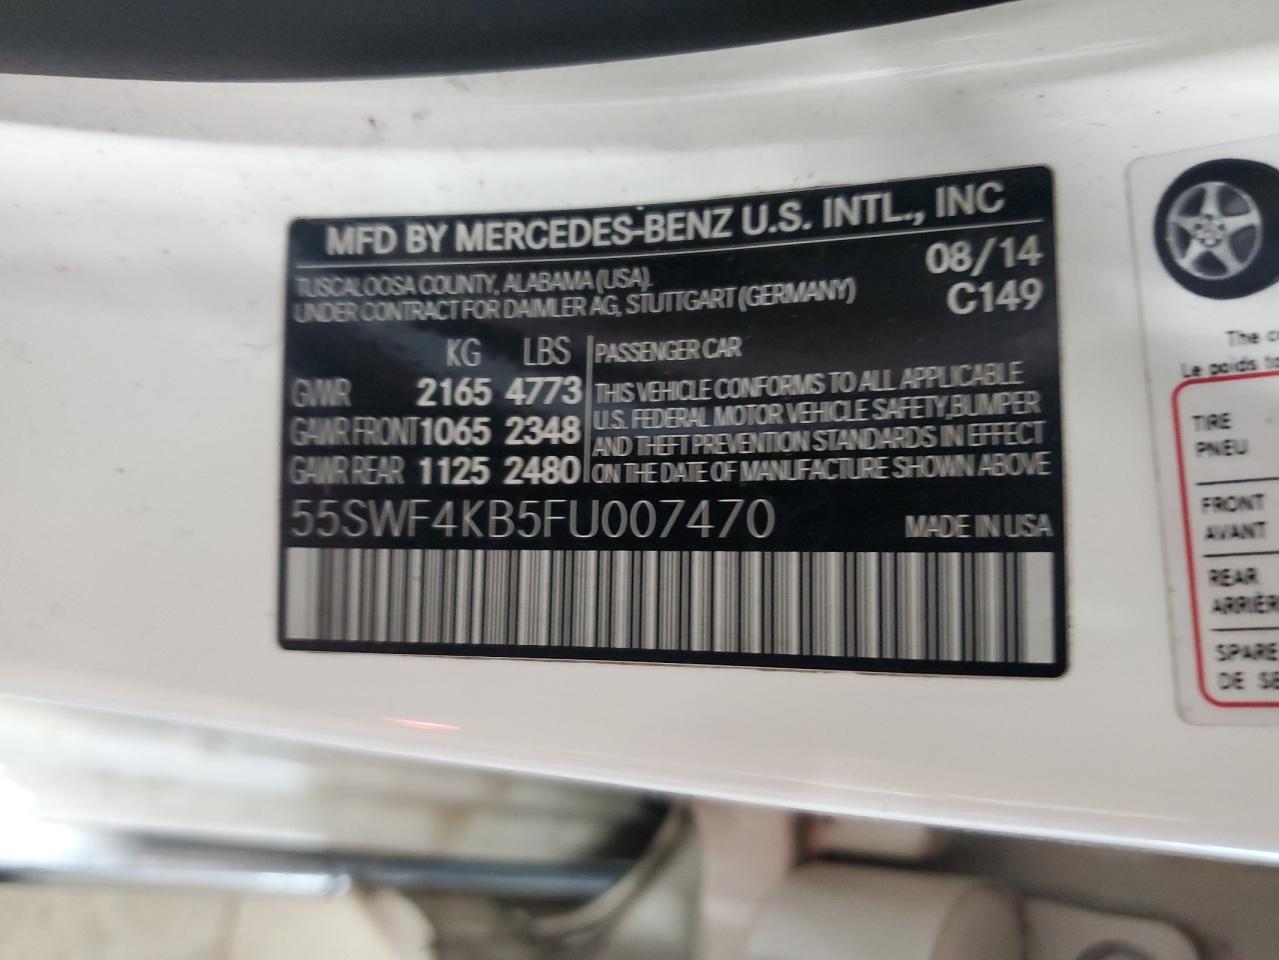 MFD BY MERCEDES-BENZ U.S. INTL., INC
TUSCALOOSA COUNTY, ALABAMA (USA). 08/14
UNDER CONTRACT FOR DAIMLER AG, STUTTGART (GERMANY) C149
KG LBS PASSENGER CAR
GVWR 2165 4773 THIS VEHICLE CONFORMS TO ALL APPLICABLE
GAWR FRONT 1065 2348 U.S. FEDERAL MOTOR VEHICLE SAFETY, BUMPER
AND THEFT PREVENTION STANDARDS IN EFFECT
GAWR REAR 1125 2480 ON THE DATE OF MANUFACTURE SHOWN ABOVE
55SWF4KB5FU007470 MADE IN USA
The
Le poids
TIRE
PNEU
FRONT
AVANT
REAR
SPARE
DE